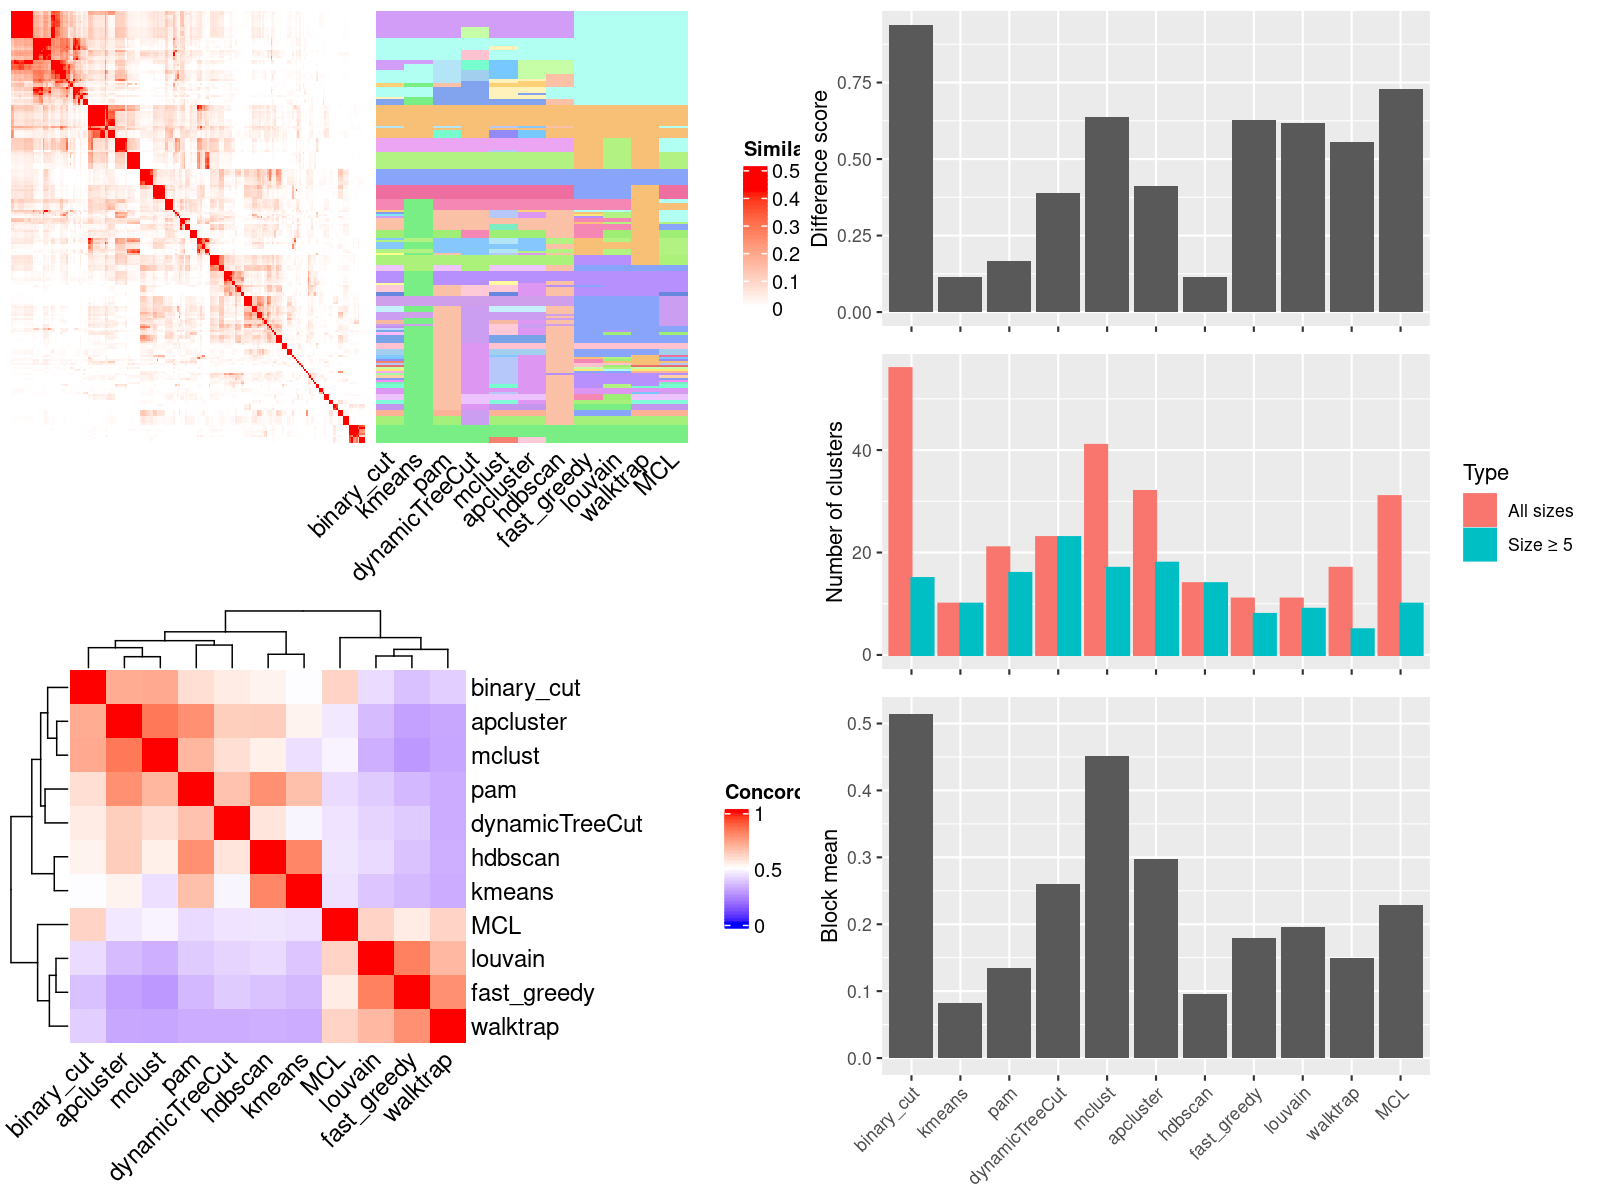 Simila
0.5
0.4
0.3
0.2
0.1
0
binary_cut
kmeans
pam
dynamicTreeCut
mclust
apcluster
hdbscan
fast_greedy
louvain
walktrap
MCL
Difference score
0.75
0.50
0.25
0.00
Number of clusters
40
20
0
Type
All sizes
Size ≥ 5
binary_cut
apcluster
mclust
pam
dynamicTreeCut
hdbscan
kmeans
MCL
louvain
fast_greedy
walktrap
binary_cut
apcluster
mclust
pam
dynamicTreeCut
hdbscan
kmeans
MCL
louvain
fast_greedy
walktrap
Concord
1
0.5
0
Block mean
0.5
0.4
0.3
0.2
0.1
0.0
binary_cut
kmeans
pam
dynamicTreeCut
mclust
apcluster
hdbscan
fast_greedy
louvain
walktrap
MCL